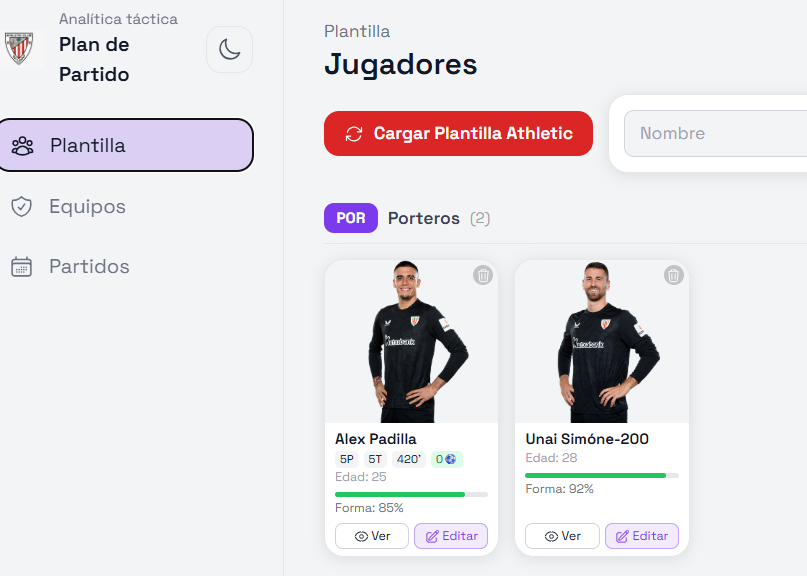 Analítica táctica
Plan de
Partido
Plantilla
Equipos
Partidos
Plantilla
Jugadores
Cargar Plantilla Athletic
Nombre
POR Porteros (2)
Alex Padilla
5P 5T 420' 0
Edad: 25
Forma: 85%
Ver Editar
Unai Simóne-200
Edad: 28
Forma: 92%
Ver Editar